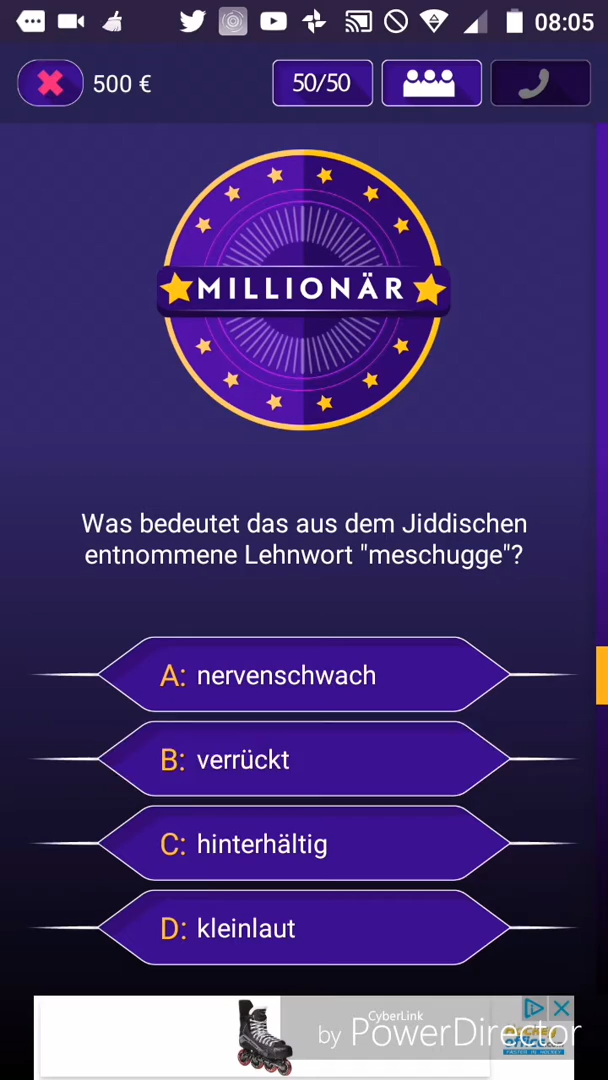 08:05
500 €
50/50
MILLIONÄR
Was bedeutet das aus dem Jiddischen
entnommene Lehnwort "meschugge"?
A: nervenschwach
B: verrückt
C: hinterhältig
D: kleinlaut
CyberLink
by PowerDirector